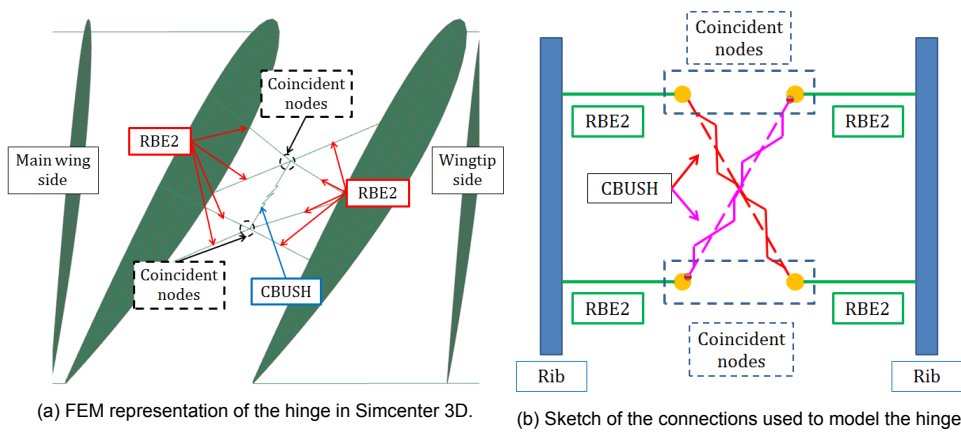 Coincident
nodes
RBE2
Main wing
side
RBE2
Wingtip
side
Coincident
nodes
CBUSH
(a) FEM representation of the hinge in Simcenter 3D.
Coincident
nodes
RBE2
RBE2
CBUSH
RBE2
RBE2
Coincident
nodes
Rib
Rib
(b) Sketch of the connections used to model the hinge